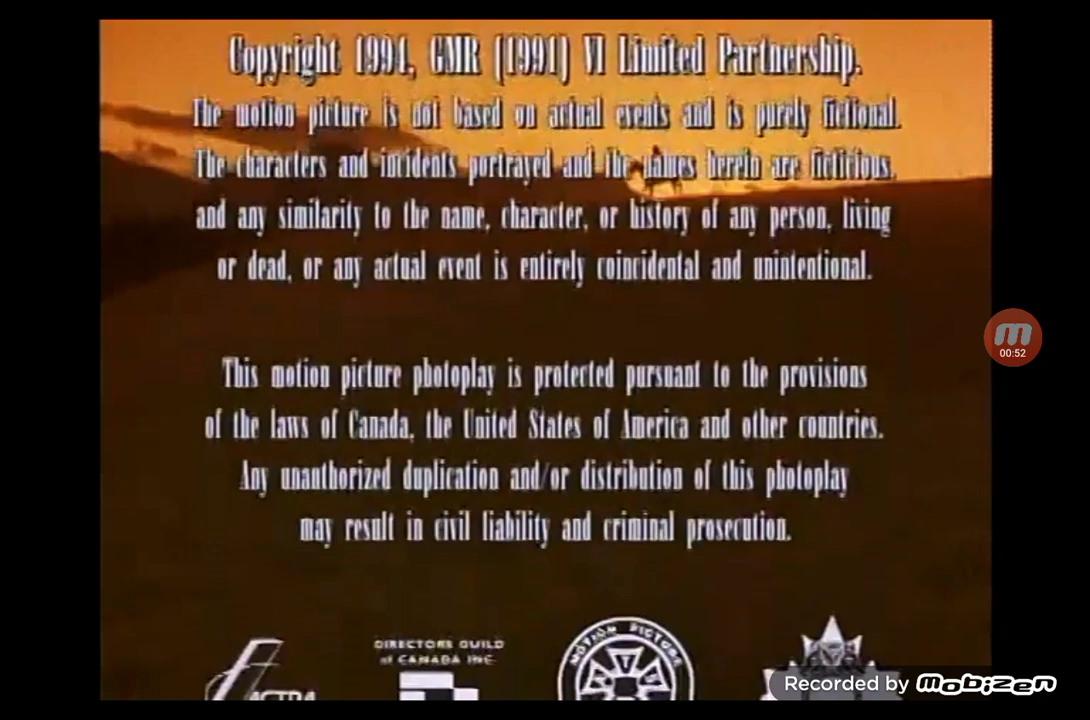 Copyright 1994, GMR (1991) VI Limited Partnership.
The motion picture is not based on actual events and is purely fictional.
The characters and incidents portrayed and the names herein are fictitious,
and any similarity to the name, character, or history of any person, living
or dead, or any actual event is entirely coincidental and unintentional.
This motion picture photoplay is protected pursuant to the provisions
of the laws of Canada, the United States of America and other countries.
Any unauthorized duplication and/or distribution of this photoplay
may result in civil liability and criminal prosecution.
M
00:52
ACTRA
DIRECTORS GUILD
of CANADA INC.
MOTION PICTURE
Recorded by MOBIZEN